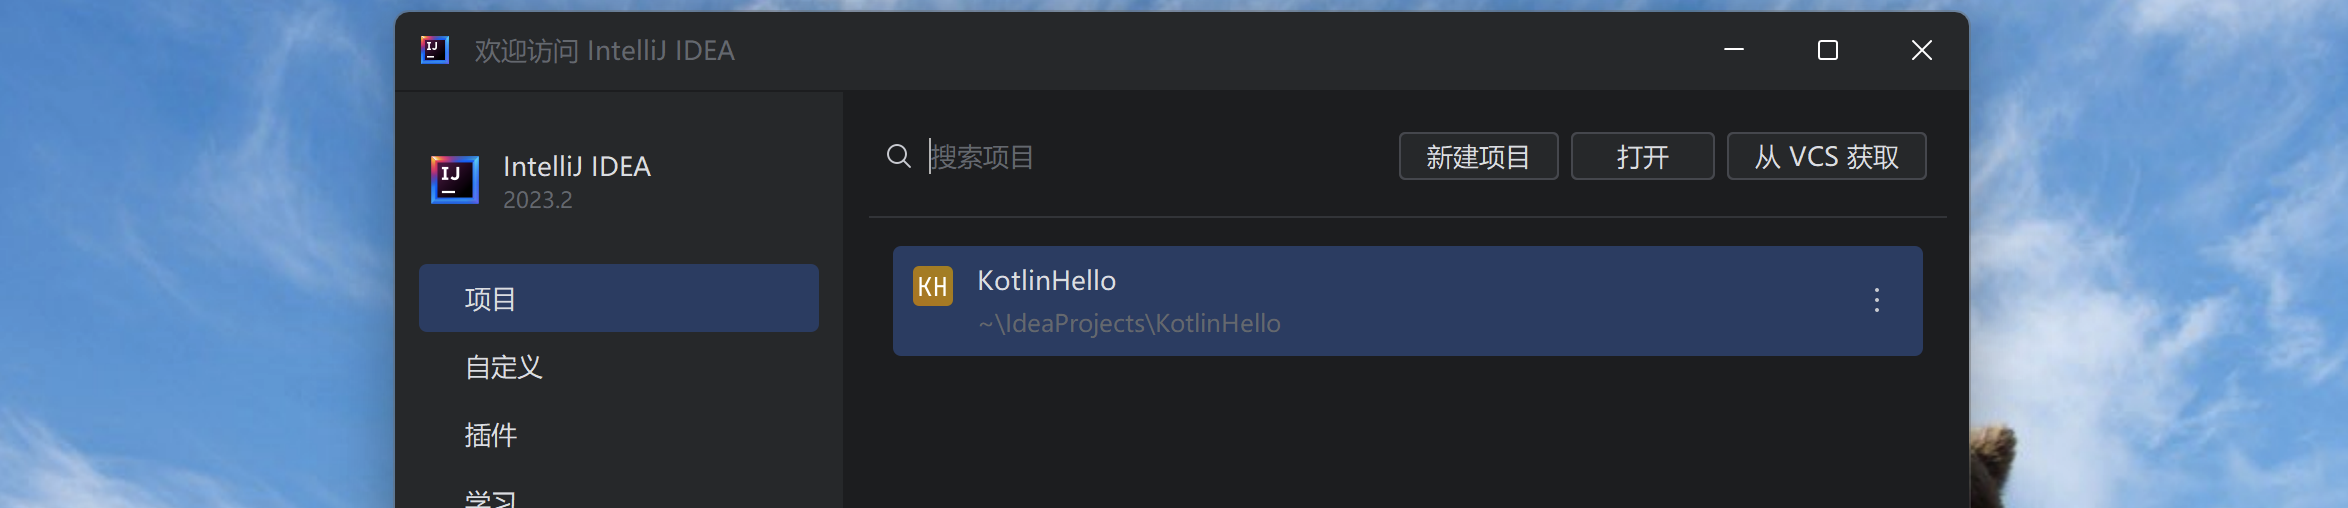 欢迎访问 IntelliJ IDEA
IntelliJ IDEA
2023.2
项目
自定义
插件
学习
搜索项目
新建项目
打开
从 VCS 获取
KH
KotlinHello
~\IdeaProjects\KotlinHello